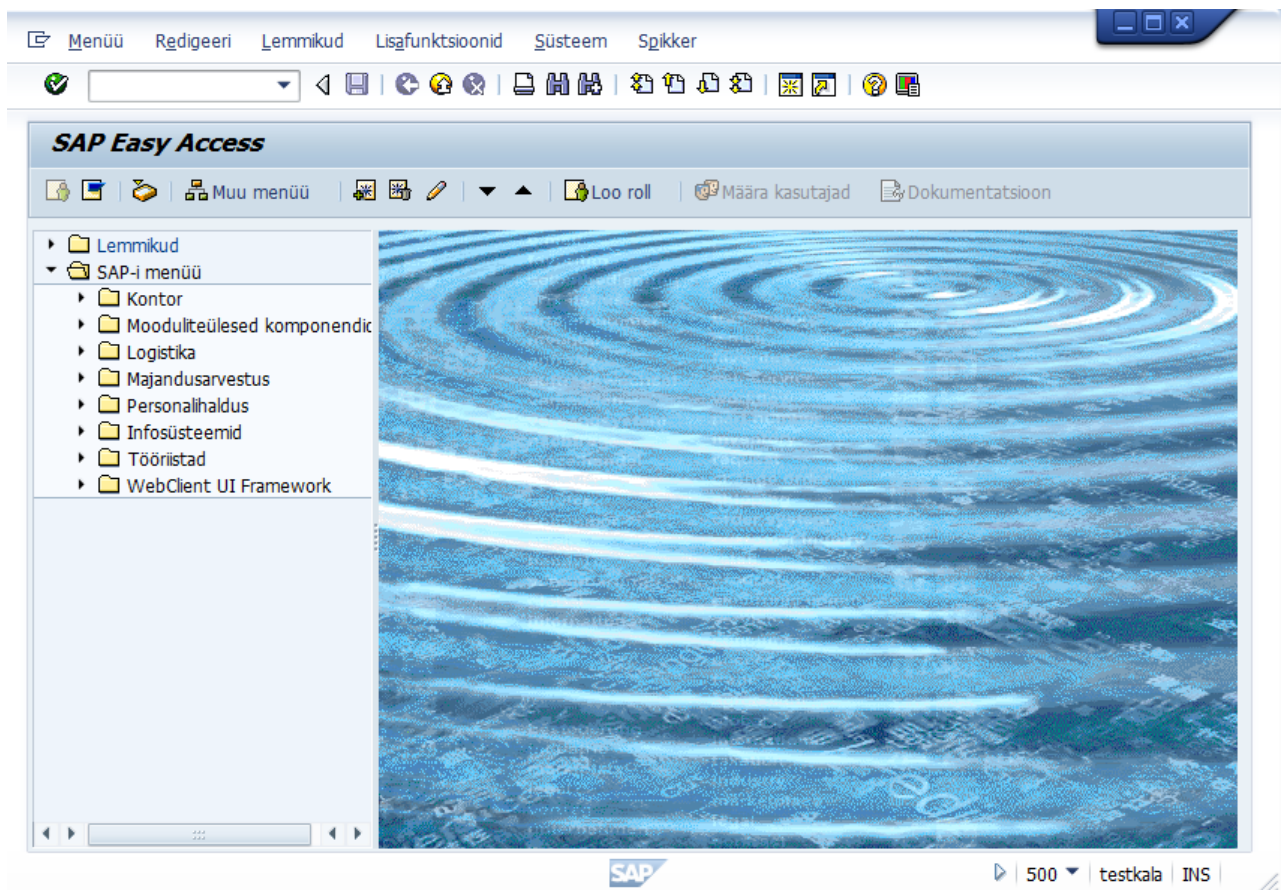 Menüü Redigeeri Lemmikud Lisafunktsioonid Süsteem Spikker
SAP Easy Access
Muu menüü Loo roll Määra kasutajad Dokumentatsioon
Lemmikud
SAP-i menüü
Kontor
Mooduliteülesed komponendic
Logistika
Majandusarvestus
Personalihaldus
Infosüsteemid
Tööriistad
WebClient UI Framework
SAP 500 testkala INS